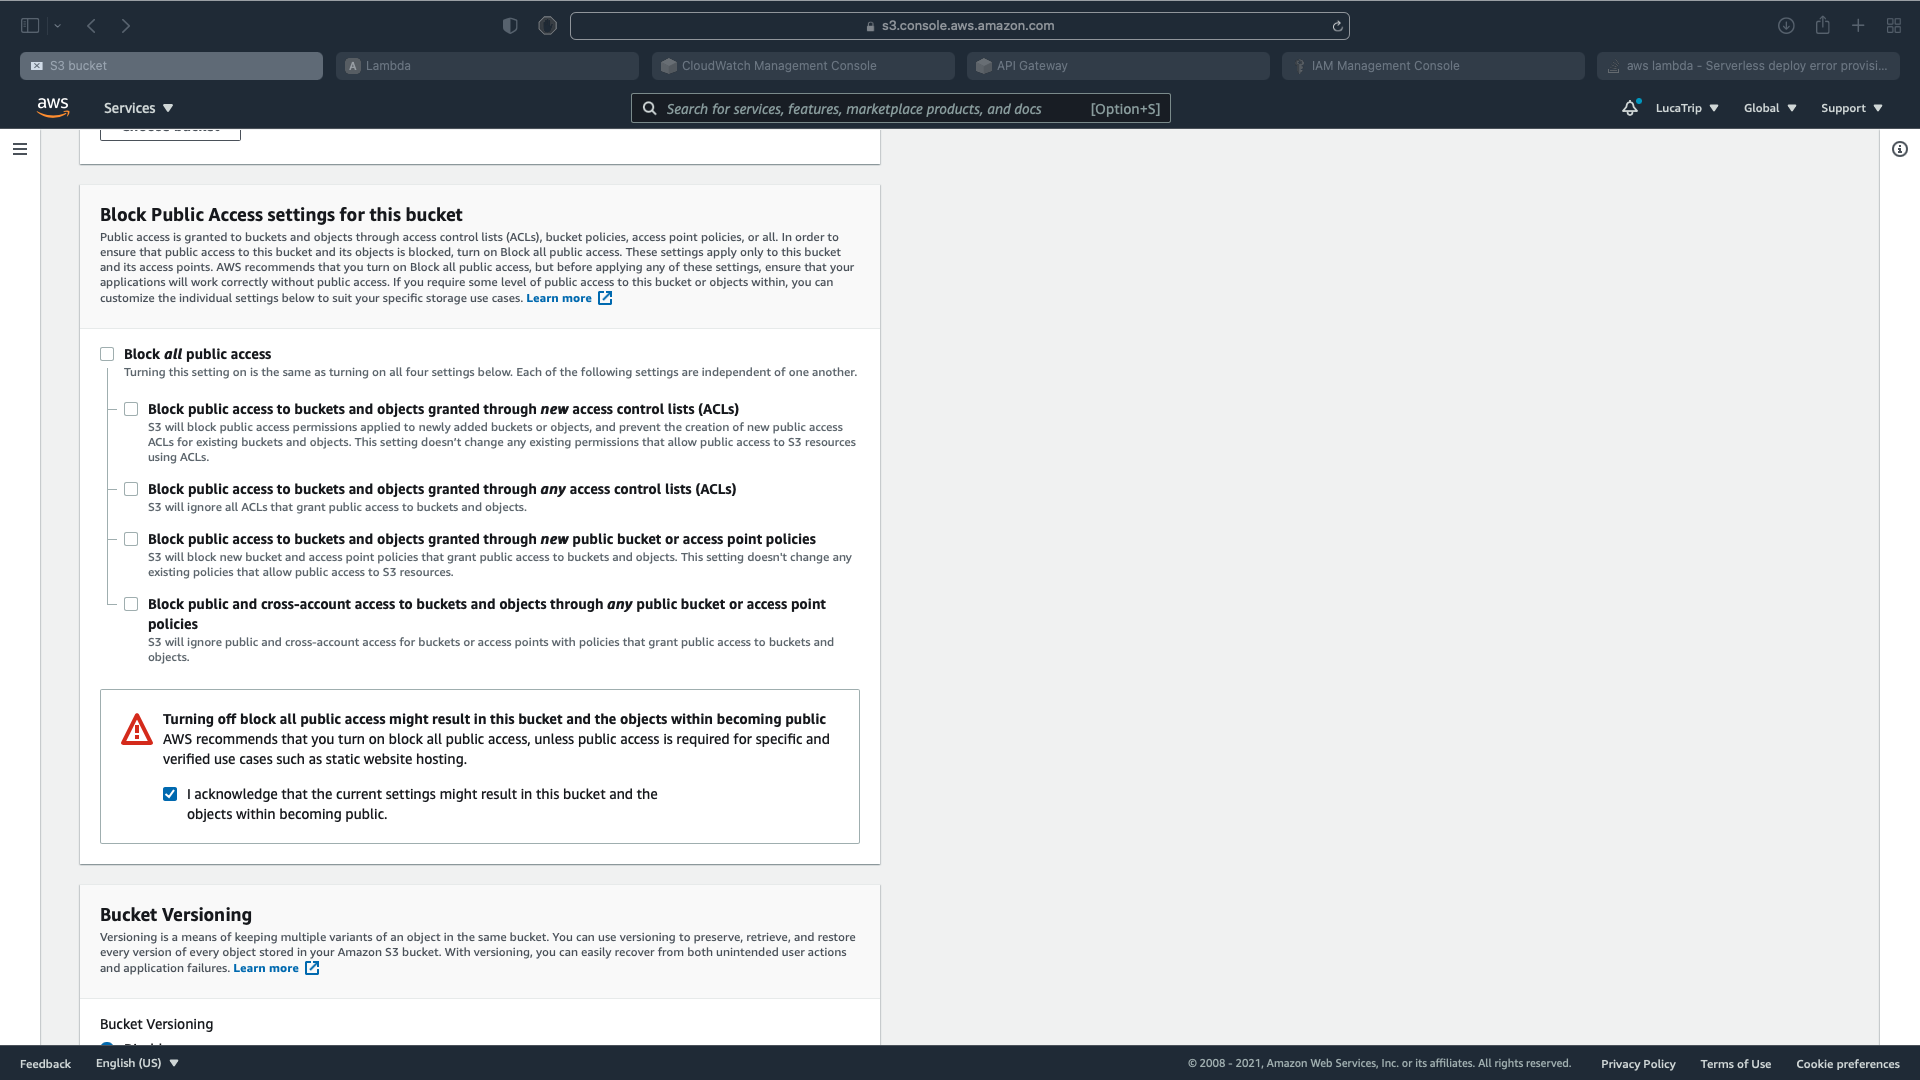 s3.console.aws.amazon.com
S3 bucket
A Lambda
CloudWatch Management Console
API Gateway
IAM Management Console
aws lambda - Serverless deploy error provisi...
aws
Services
Search for services, features, marketplace products, and docs [Option+S]
LucaTrip
Global
Support
Block Public Access settings for this bucket
Public access is granted to buckets and objects through access control lists (ACLs), bucket policies, access point policies, or all. In order to
ensure that public access to this bucket and its objects is blocked, turn on Block all public access. These settings apply only to this bucket
and its access points. AWS recommends that you turn on Block all public access, but before applying any of these settings, ensure that your
applications will work correctly without public access. If you require some level of public access to this bucket or objects within, you can
customize the individual settings below to suit your specific storage use cases. Learn more
Block all public access
Turning this setting on is the same as turning on all four settings below. Each of the following settings are independent of one another.
Block public access to buckets and objects granted through new access control lists (ACLs)
S3 will block public access permissions applied to newly added buckets or objects, and prevent the creation of new public access
ACLs for existing buckets and objects. This setting doesn't change any existing permissions that allow public access to S3 resources
using ACLs.
Block public access to buckets and objects granted through any access control lists (ACLs)
S3 will ignore all ACLs that grant public access to buckets and objects.
Block public access to buckets and objects granted through new public bucket or access point policies
S3 will block new bucket and access point policies that grant public access to buckets and objects. This setting doesn't change any
existing policies that allow public access to S3 resources.
Block public and cross-account access to buckets and objects through any public bucket or access point
policies
S3 will ignore public and cross-account access for buckets or access points with policies that grant public access to buckets and
objects.
Turning off block all public access might result in this bucket and the objects within becoming public
AWS recommends that you turn on block all public access, unless public access is required for specific and
verified use cases such as static website hosting.
I acknowledge that the current settings might result in this bucket and the
objects within becoming public.
Bucket Versioning
Versioning is a means of keeping multiple variants of an object in the same bucket. You can use versioning to preserve, retrieve, and restore
every version of every object stored in your Amazon S3 bucket. With versioning, you can easily recover from both unintended user actions
and application failures. Learn more
Bucket Versioning
Feedback
English (US)
© 2008 - 2021, Amazon Web Services, Inc. or its affiliates. All rights reserved.
Privacy Policy
Terms of Use
Cookie preferences